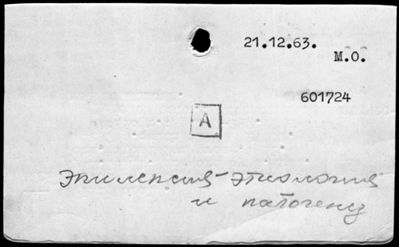 21.12.63.
М.О.
601724
А
Эпилепсия - этиология
и патогенез